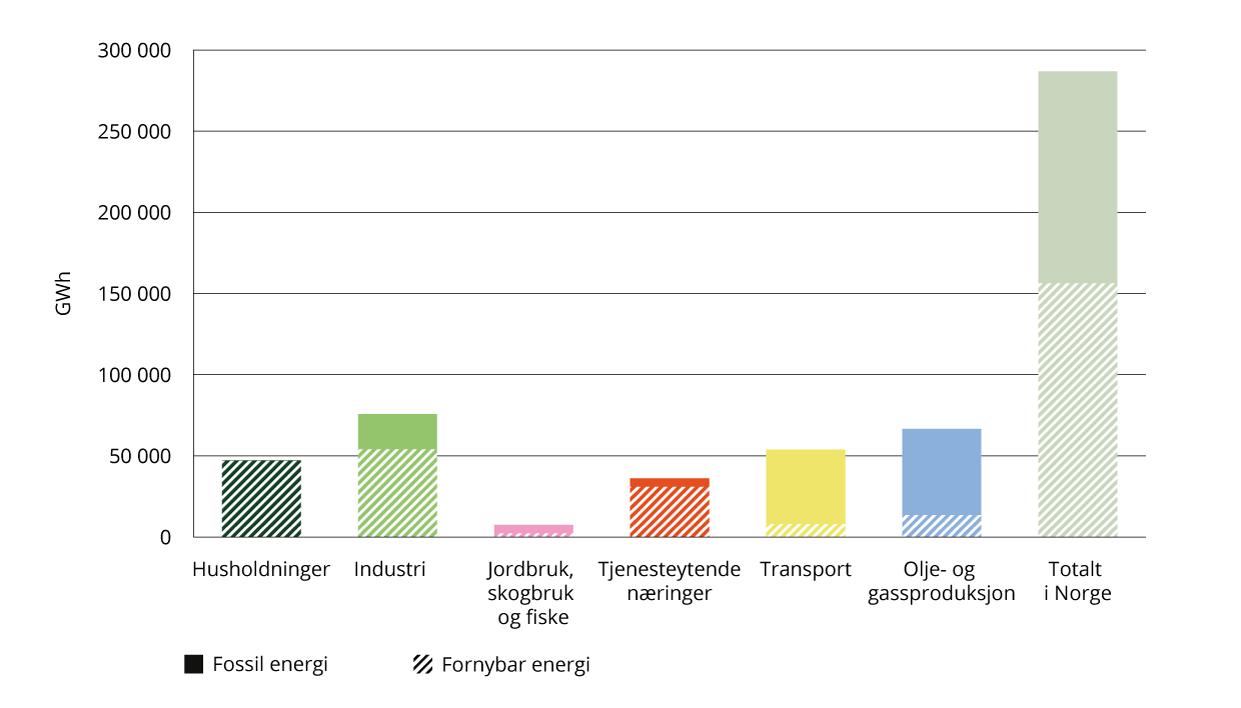 300 000
250 000
200 000
150 000
100 000
50 000
0
GWh
Husholdninger
Industri
Jordbruk,
skogbruk
og fiske
Tjenesteytende
næringer
Transport
Olje- og
gassproduksjon
Totalt
i Norge
Fossil energi
Fornybar energi